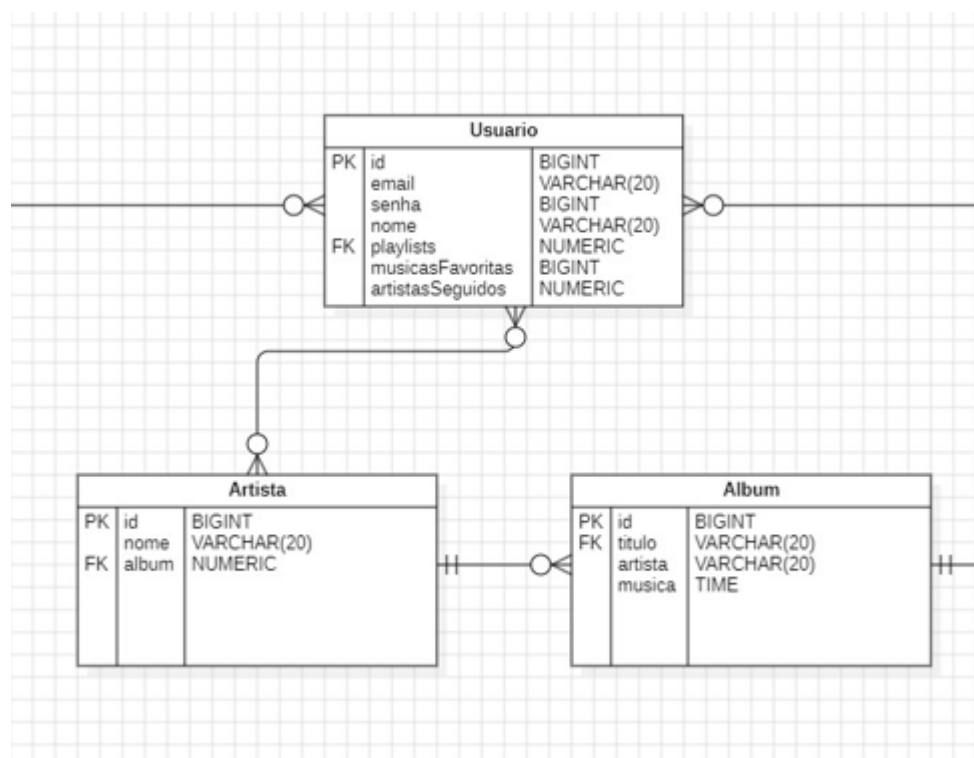 Usuario
PK id BIGINT
email VARCHAR(20)
senha BIGINT
nome VARCHAR(20)
FK playlists NUMERIC
musicasFavoritas BIGINT
artistasSeguidos NUMERIC
Artista
PK id BIGINT
nome VARCHAR(20)
FK album NUMERIC
Album
PK id BIGINT
FK titulo VARCHAR(20)
artista VARCHAR(20)
musica TIME